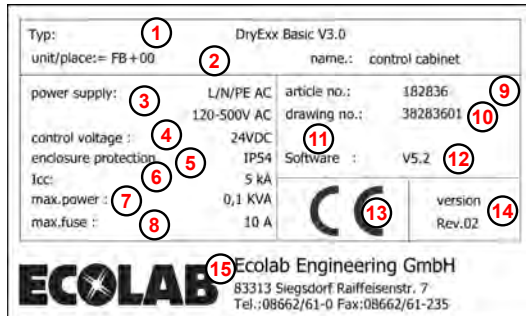 Typ: 1 DryExx Basic V3.0
unit/place:= FB+00 2 name.: control cabinet
power supply: 3 L/N/PE AC
120-500V AC
control voltage : 4 24VDC
enclosure protection 5 IP54
Icc: 6 5 kA
max.power : 7 0,1 KVA
max.fuse : 8 10 A
article no.: 182836 9
drawing no.: 38283601 10
11
Software : V5.2 12
CE 13
version 14
Rev.02
ECOLAB 15 Ecolab Engineering GmbH
83313 Siegsdorf Raiffeisenstr. 7
Tel.:08662/61-0 Fax:08662/61-235